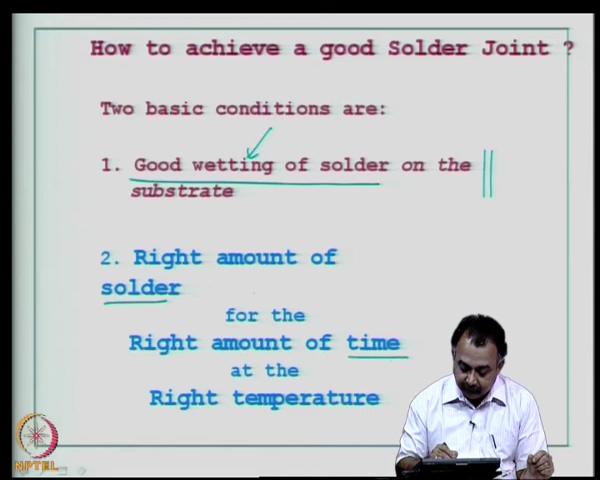 How to achieve a good Solder Joint ?
Two basic conditions are:
1. Good wetting of solder on the
substrate
2. Right amount of
solder
for the
Right amount of time
at the
Right temperature
NPTEL